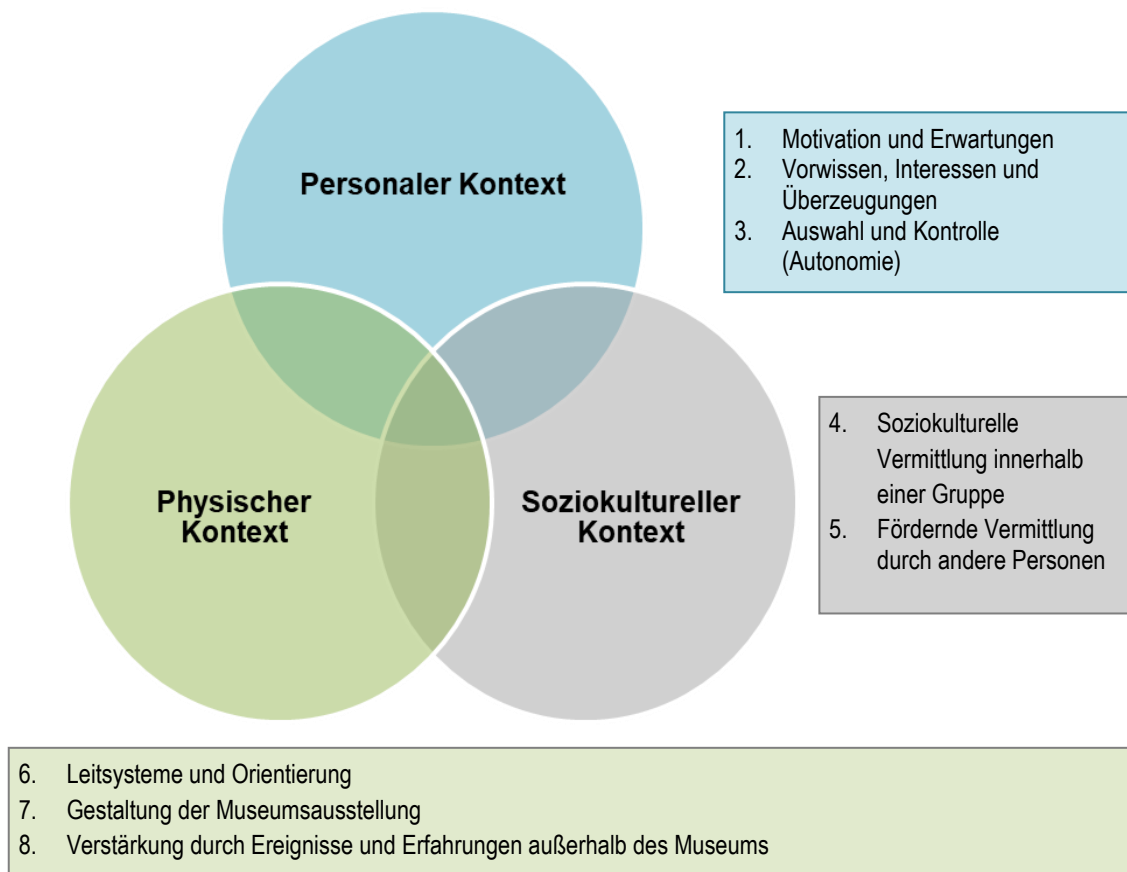 Personaler Kontext
1. Motivation und Erwartungen
2. Vorwissen, Interessen und
Überzeugungen
3. Auswahl und Kontrolle
(Autonomie)
Physischer
Kontext
Soziokultureller
Kontext
4. Soziokulturelle
Vermittlung innerhalb
einer Gruppe
5. Fördernde Vermittlung
durch andere Personen
6. Leitsysteme und Orientierung
7. Gestaltung der Museumsausstellung
8. Verstärkung durch Ereignisse und Erfahrungen außerhalb des Museums